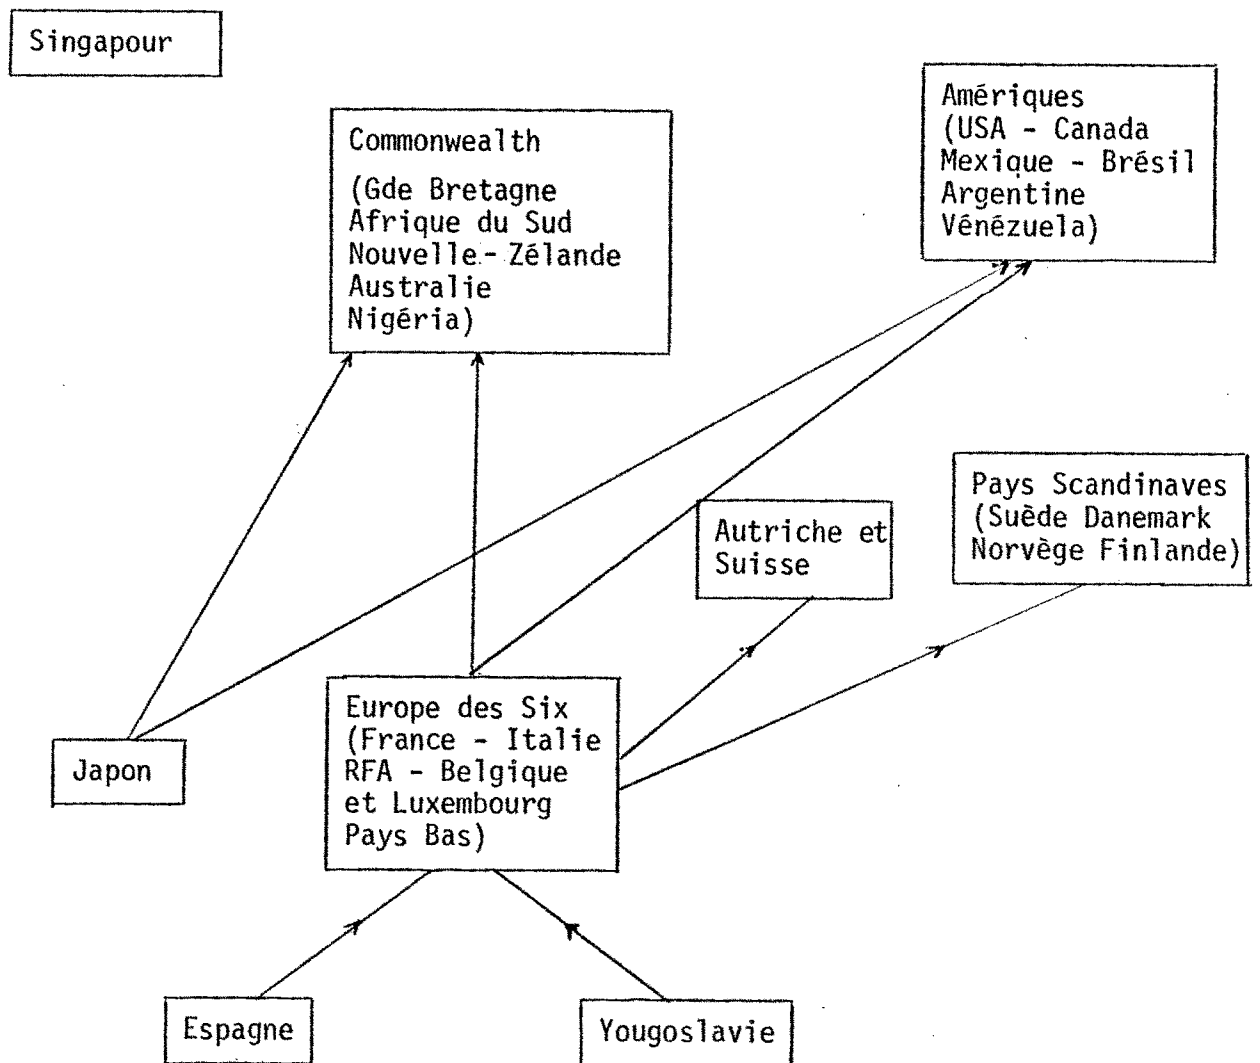 Singapour
Commonwealth
(Gde Bretagne
Afrique du Sud
Nouvelle - Zélande
Australie
Nigéria)
Amériques
(USA - Canada
Mexique - Brésil
Argentine
Vénézuela)
Pays Scandinaves
(Suède Danemark
Norvège Finlande)
Autriche et
Suisse
Europe des Six
(France - Italie
RFA - Belgique
et Luxembourg
Pays Bas)
Japon
Espagne
Yougoslavie